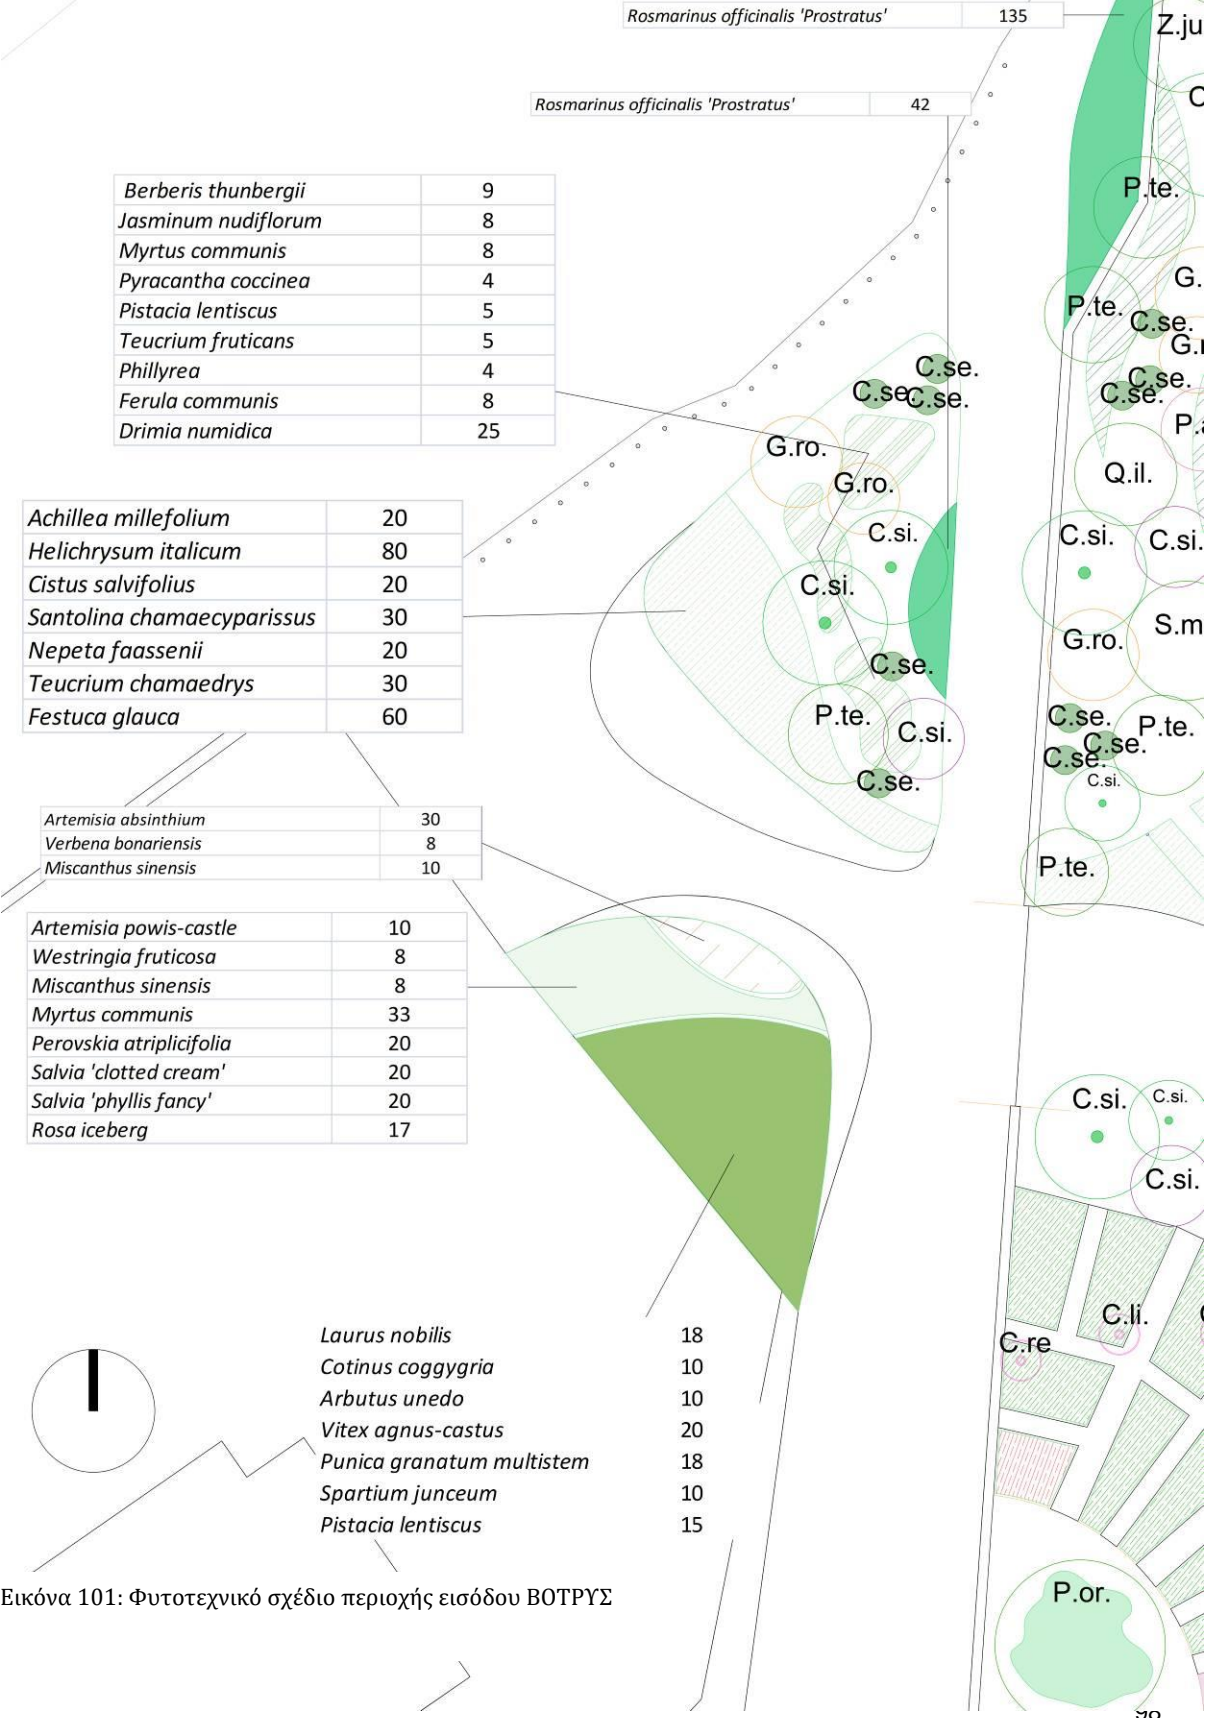 Rosmarinus officinalis 'Prostratus' 135
Rosmarinus officinalis 'Prostratus' 42
Berberis thunbergii 9
Jasminum nudiflorum 8
Myrtus communis 8
Pyracantha coccinea 4
Pistacia lentiscus 5
Teucrium fruticans 5
Phillyrea 4
Ferula communis 8
Drimia numidica 25
Achillea millefolium 20
Helichrysum italicum 80
Cistus salvifolius 20
Santolina chamaecyparissus 30
Nepeta faassenii 20
Teucrium chamaedrys 30
Festuca glauca 60
Artemisia absinthium 30
Verbena bonariensis 8
Miscanthus sinensis 10
Artemisia powis-castle 10
Westringia fruticosa 8
Miscanthus sinensis 8
Myrtus communis 33
Perovskia atriplicifolia 20
Salvia 'clotted cream' 20
Salvia 'phyllis fancy' 20
Rosa iceberg 17
Laurus nobilis 18
Cotinus coggygria 10
Arbutus unedo 10
Vitex agnus-castus 20
Punica granatum multistem 18
Spartium junceum 10
Pistacia lentiscus 15
C.se.
C.se.
C.se.
G.ro.
G.ro.
C.si.
C.si.
C.se.
P.te.
C.si.
C.se.
Z.ju
P.te.
G.
P.te.
C.se.
C.se.
C.se.
Q.il.
C.si.
C.si.
G.ro.
S.m
C.se.
C.se.
P.te.
C.se.
C.si.
P.te.
C.si.
C.si.
C.si.
C.li.
C.re
P.or.
Εικόνα 101: Φυτοτεχνικό σχέδιο περιοχής εισόδου ΒΟΤΡΥΣ